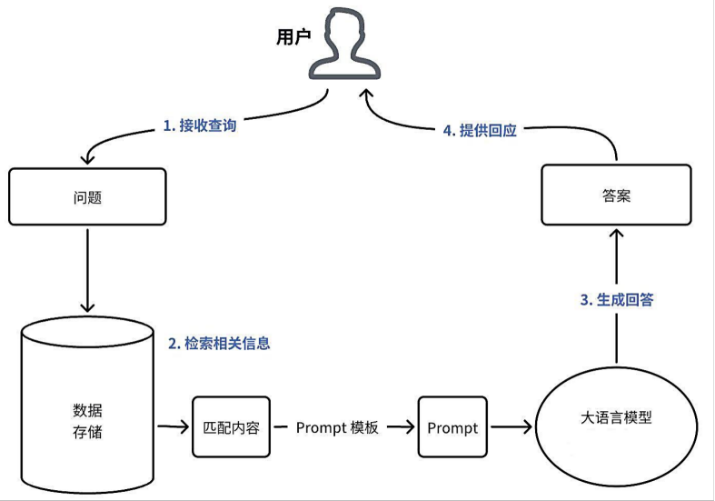 用户
1. 接收查询
4. 提供回应
问题
答案
3. 生成回答
2. 检索相关信息
数据
存储
匹配内容
Prompt 模板
Prompt
大语言模型